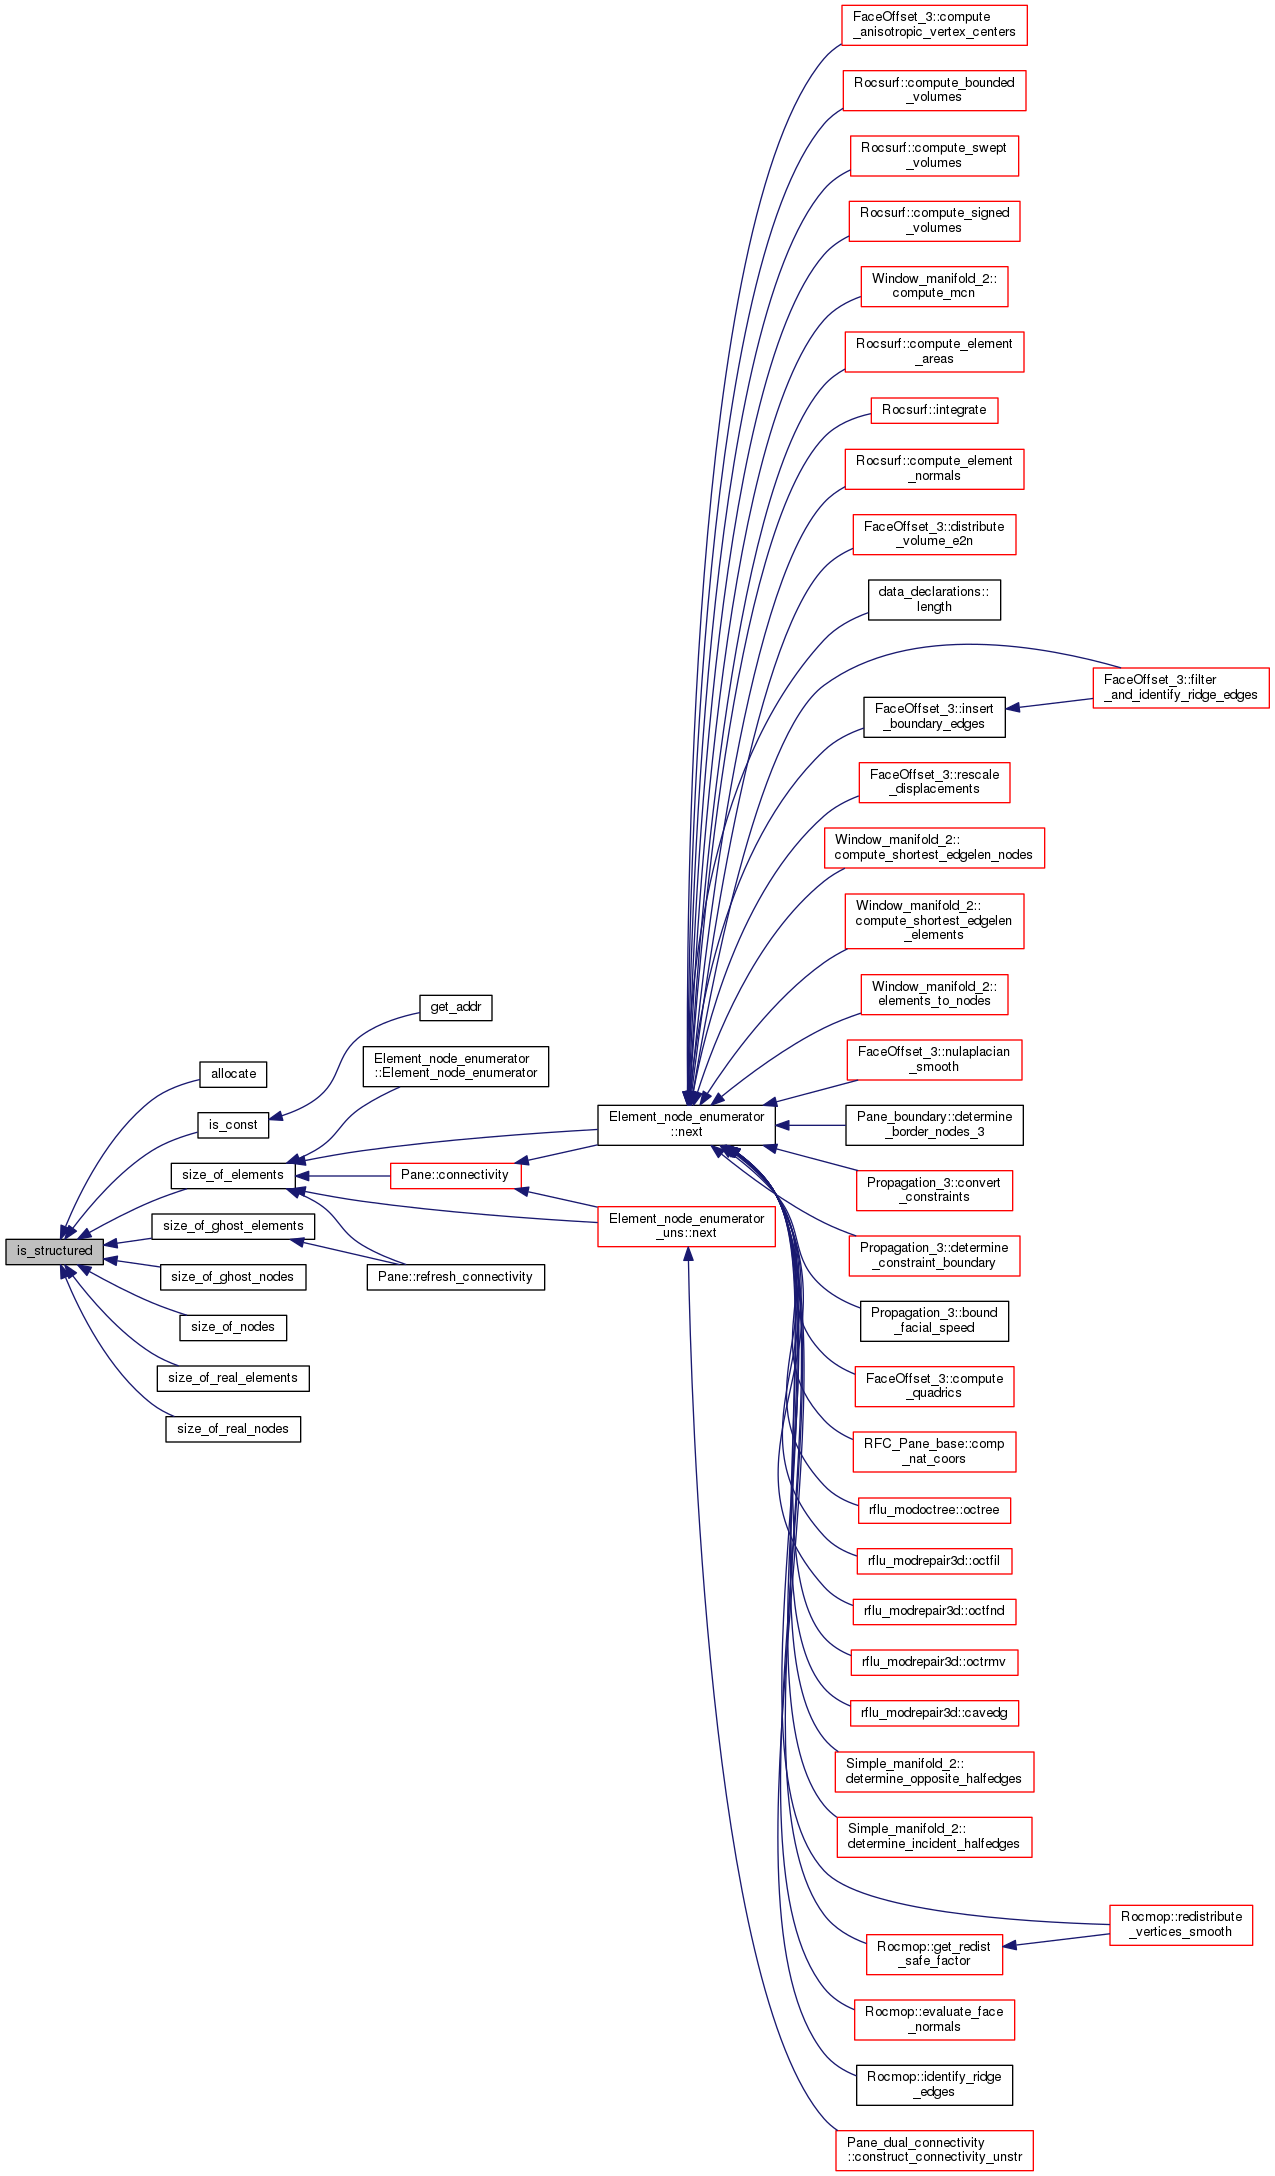 FaceOffset_3::compute
_anisotropic_vertex_centers
Rocsurf::compute_bounded
_volumes
Rocsurf::compute_swept
_volumes
Rocsurf::compute_signed
_volumes
Window_manifold_2::
compute_mcn
Rocsurf::compute_element
_areas
Rocsurf::integrate
Rocsurf::compute_element
_normals
FaceOffset_3::distribute
_volume_e2n
data_declarations::
length
FaceOffset_3::filter
_and_identify_ridge_edges
FaceOffset_3::insert
_boundary_edges
FaceOffset_3::rescale
_displacements
Window_manifold_2::
compute_shortest_edgelen_nodes
Window_manifold_2::
compute_shortest_edgelen
_elements
Window_manifold_2::
elements_to_nodes
get_addr
FaceOffset_3::nulaplacian
_smooth
Element_node_enumerator
::Element_node_enumerator
allocate
is_const
Element_node_enumerator
::next
Pane_boundary::determine
_border_nodes_3
size_of_elements
Pane::connectivity
Propagation_3::convert
_constraints
size_of_ghost_elements
Element_node_enumerator
_uns::next
is_structured
Propagation_3::determine
_constraint_boundary
size_of_ghost_nodes
Pane::refresh_connectivity
size_of_nodes
Propagation_3::bound
_facial_speed
size_of_real_elements
FaceOffset_3::compute
_quadrics
size_of_real_nodes
RFC_Pane_base::comp
_nat_coors
rflu_modoctree::octree
rflu_modrepair3d::octfil
rflu_modrepair3d::octfnd
rflu_modrepair3d::octrmv
rflu_modrepair3d::cavedg
Simple_manifold_2::
determine_opposite_halfedges
Simple_manifold_2::
determine_incident_halfedges
Rocmop::redistribute
_vertices_smooth
Rocmop::get_redist
_safe_factor
Rocmop::evaluate_face
_normals
Rocmop::identify_ridge
_edges
Pane_dual_connectivity
::construct_connectivity_unstr